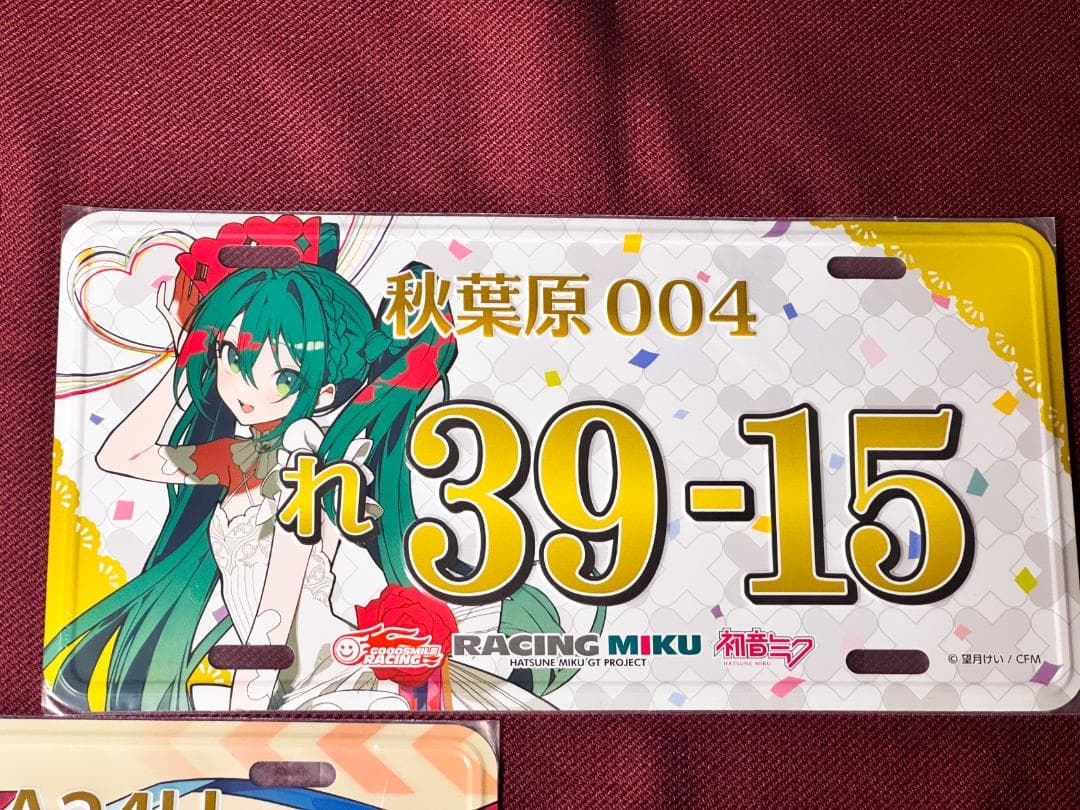 秋葉原 004
れ 39-15
GOODSMILE
RACING
RACING MIKU
HATSUNE MIKU GT PROJECT
初音ミク
HATSUNE MIKU
© 望月けい / CFM